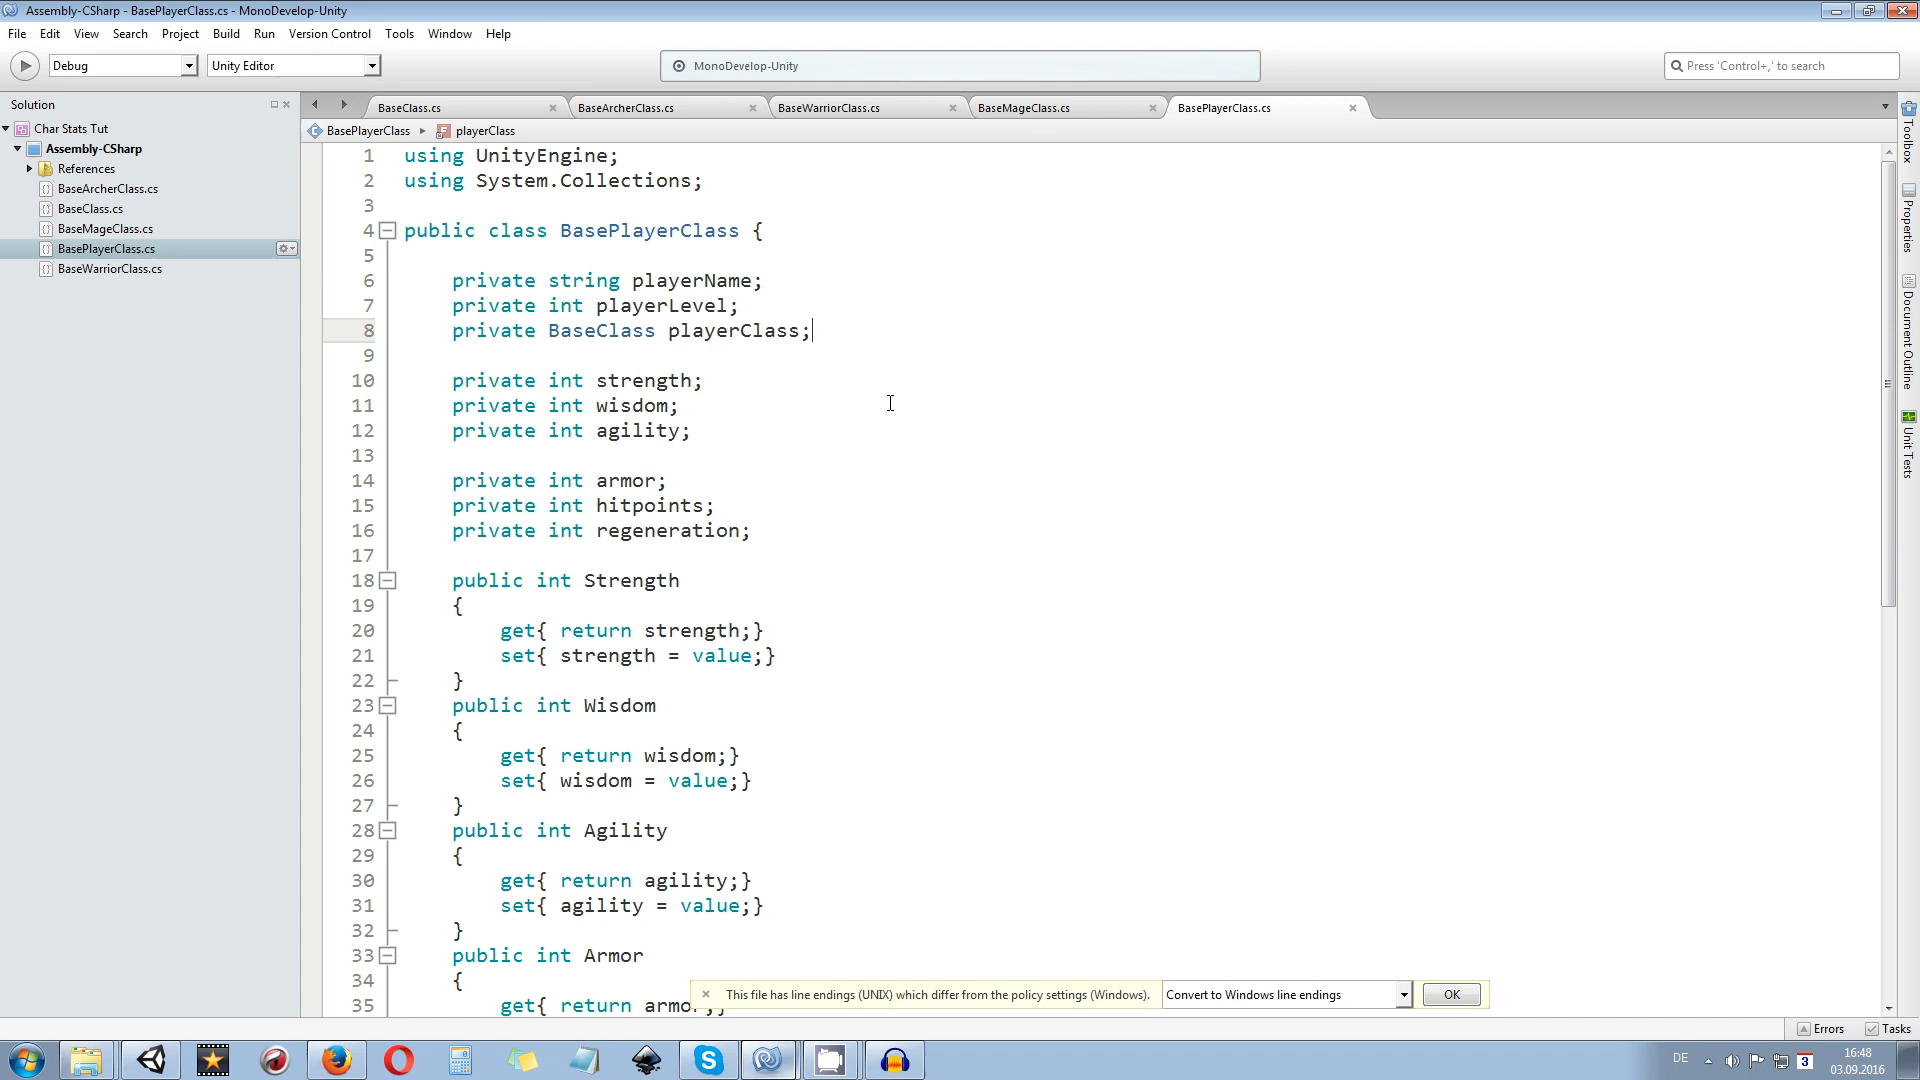 Assembly-CSharp - BasePlayerClass.cs - MonoDevelop-Unity
File Edit View Search Project Build Run Version Control Tools Window Help
Debug Unity Editor MonoDevelop-Unity Press 'Control+,' to search
Solution
Char Stats Tut
Assembly-CSharp
References
BaseArcherClass.cs
BaseClass.cs
BaseMageClass.cs
BasePlayerClass.cs
BaseWarriorClass.cs
BaseClass.cs BaseArcherClass.cs BaseWarriorClass.cs BaseMageClass.cs BasePlayerClass.cs
BasePlayerClass playerClass
1 using UnityEngine;
2 using System.Collections;
3
4 public class BasePlayerClass {
5
6 private string playerName;
7 private int playerLevel;
8 private BaseClass playerClass;
9
10 private int strength;
11 private int wisdom;
12 private int agility;
13
14 private int armor;
15 private int hitpoints;
16 private int regeneration;
17
18 public int Strength
19 {
20 get{ return strength;}
21 set{ strength = value;}
22 }
23 public int Wisdom
24 {
25 get{ return wisdom;}
26 set{ wisdom = value;}
27 }
28 public int Agility
29 {
30 get{ return agility;}
31 set{ agility = value;}
32 }
33 public int Armor
34 {
35 get{ return armor;}
This file has line endings (UNIX) which differ from the policy settings (Windows). Convert to Windows line endings OK
Toolbox
Properties
Document Outline
Unit Tests
Errors Tasks
DE 3 16:48
03.09.2016